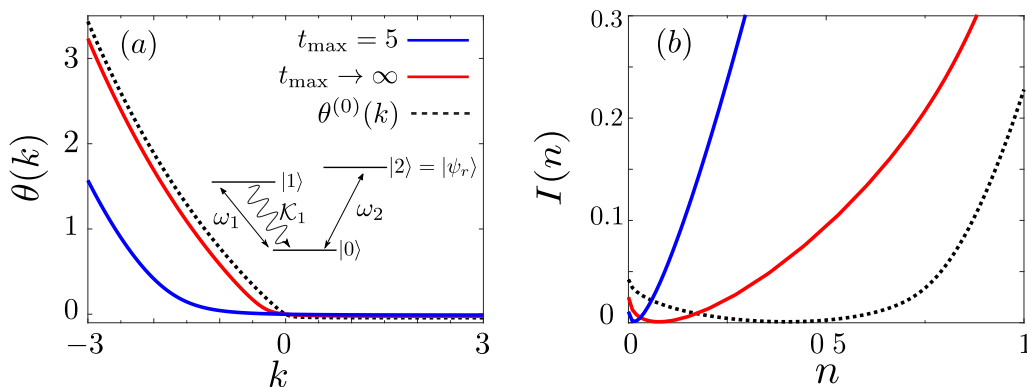 (a)
t_max = 5
t_max → ∞
θ^(0)(k)
θ(k)
3
2
1
0
|1⟩
|2⟩ = |ψ_r⟩
ω_1
𝒦_1
ω_2
|0⟩
−3
0
3
k
(b)
I(n)
0.3
0.2
0.1
0
0
0 5
1
n